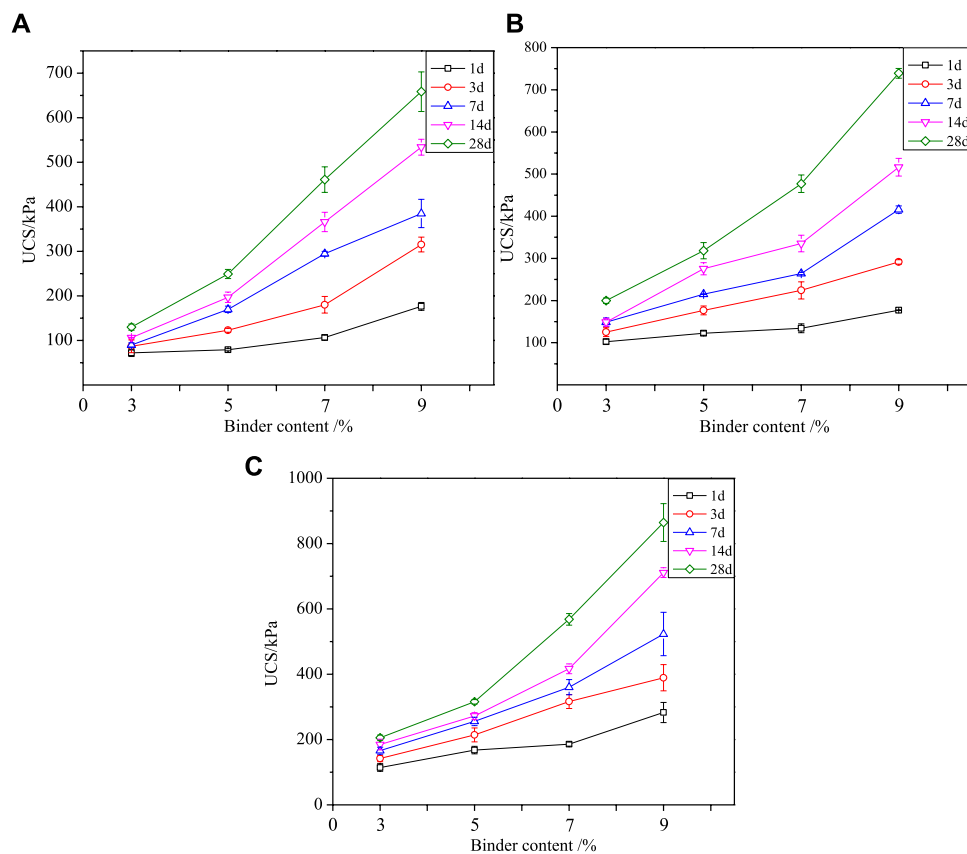 A
700
600
500
400
300
200
100
UCS/kPa
0
3
5
7
9
Binder content /%
1d
3d
7d
14d
28d
B
800
700
600
500
400
300
200
100
UCS/kPa
0
3
5
7
9
Binder content /%
1d
3d
7d
14d
28d
C
1000
800
600
400
200
0
UCS/kPa
0
3
5
7
9
Binder content /%
1d
3d
7d
14d
28d